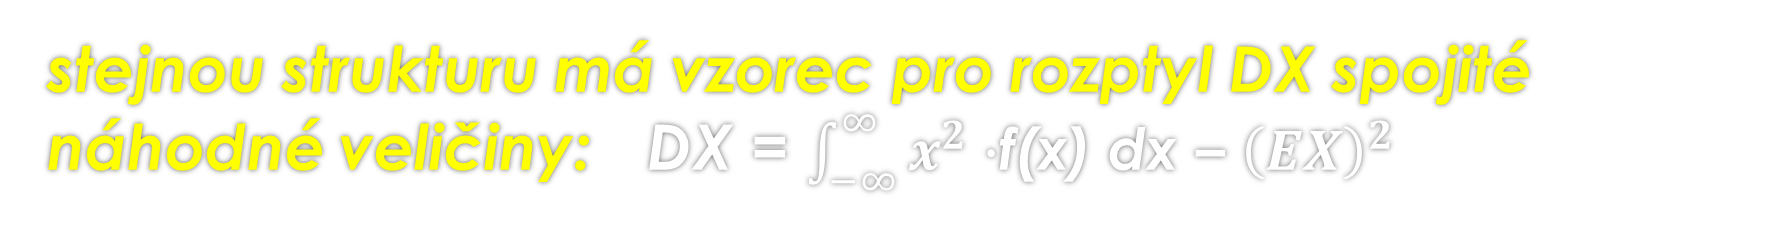 stejnou strukturu má vzorec pro rozptyl DX spojité
náhodné veličiny: DX = ∫_{−∞}^{∞} x² ·f(x) dx − (EX)²